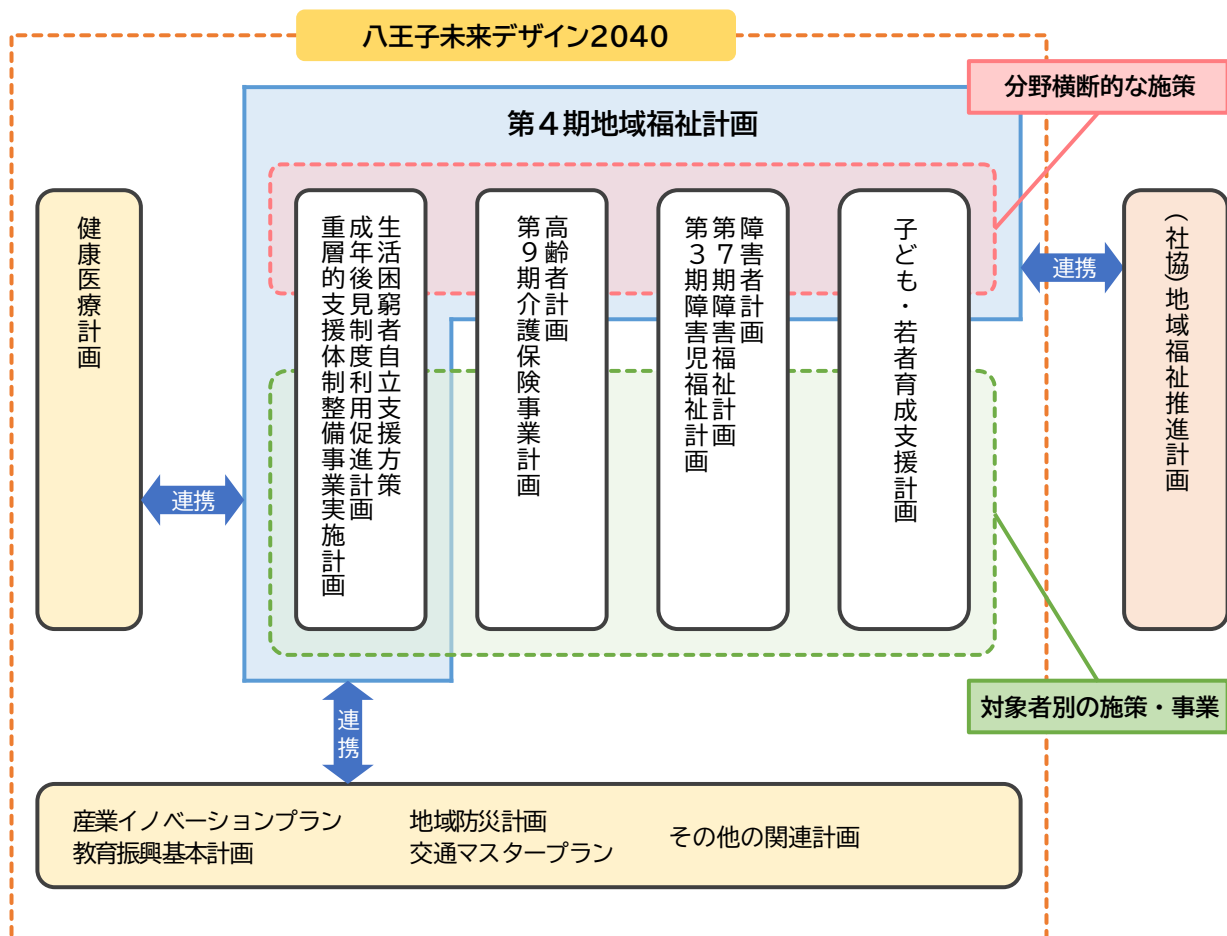 八王子未来デザイン2040
分野横断的な施策
第４期地域福祉計画
健康医療計画
連携
生活困窮者自立支援方策
成年後見制度利用促進計画
重層的支援体制整備事業実施計画
高齢者計画
第９期介護保険事業計画
障害者計画
第７期障害福祉計画
第３期障害児福祉計画
子ども・若者育成支援計画
連携
（社協）地域福祉推進計画
対象者別の施策・事業
連携
産業イノベーションプラン
教育振興基本計画
地域防災計画
交通マスタープラン
その他の関連計画